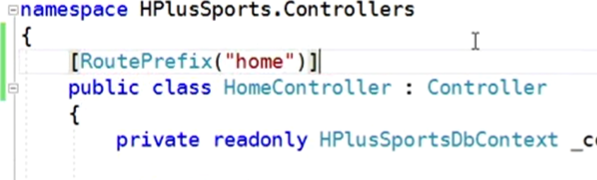 namespace HPlusSports.Controllers
{
[RoutePrefix("home")]
public class HomeController : Controller
{
private readonly HPlusSportsDbContext